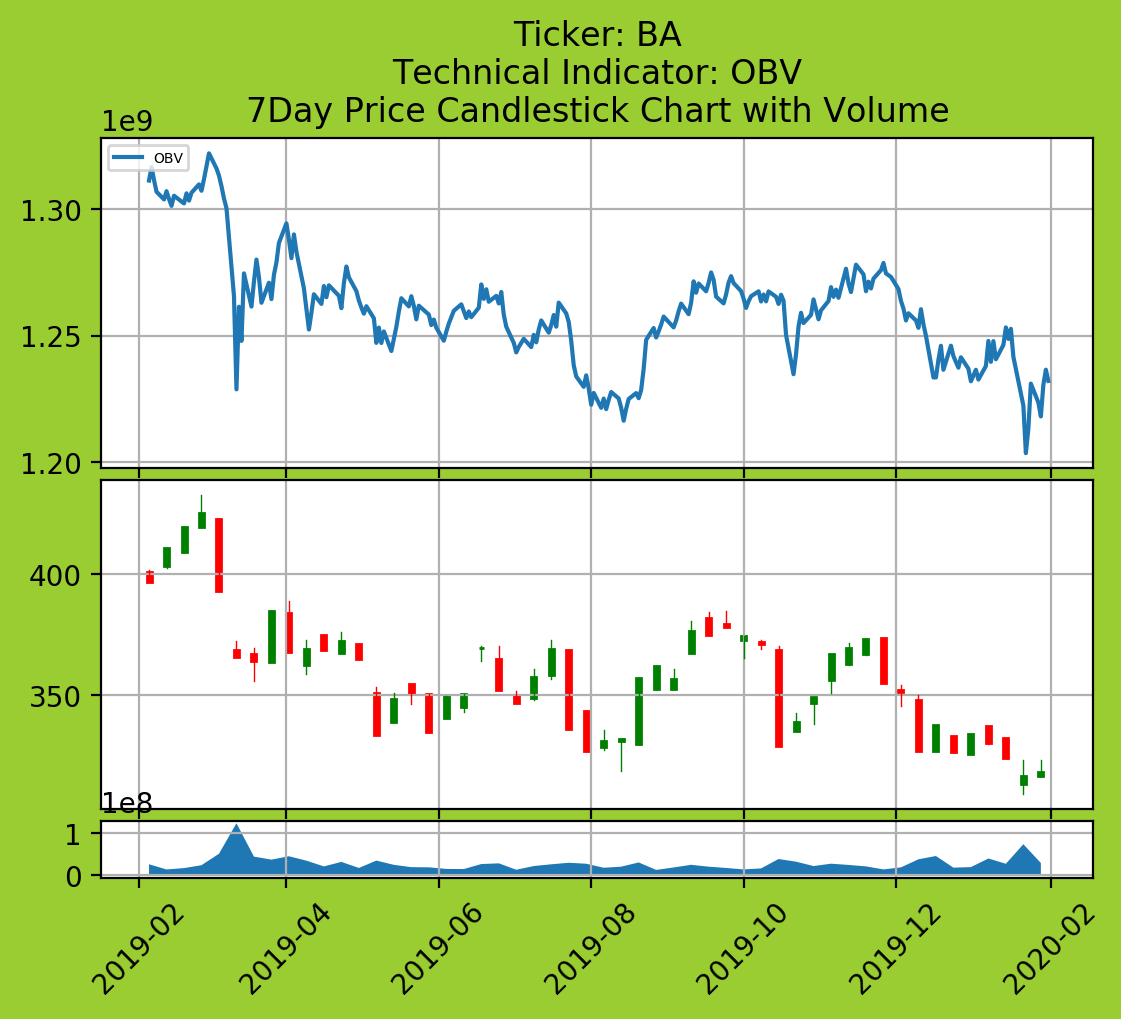 Ticker: BA
Technical Indicator: OBV
7Day Price Candlestick Chart with Volume
1e9
OBV
1.30
1.25
1.20
400
350
1e8
1
0
2019-02
2019-04
2019-06
2019-08
2019-10
2019-12
2020-02